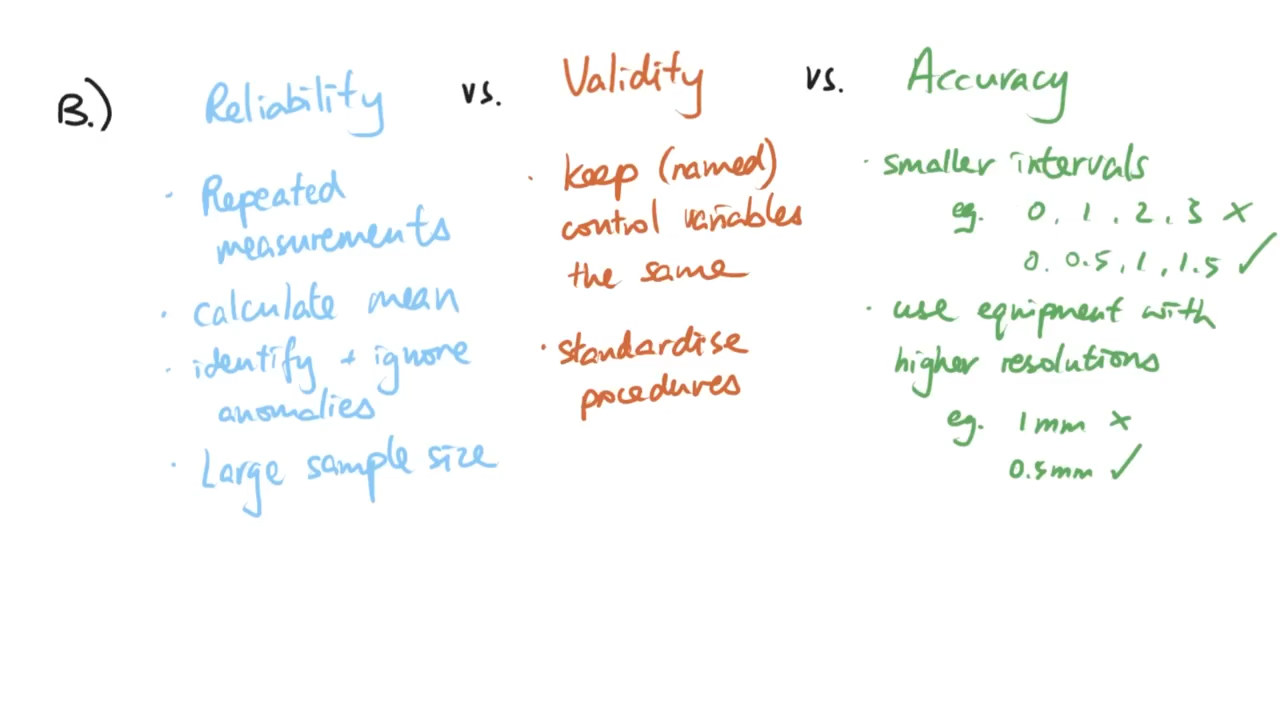 B.) Reliability vs. Validity vs. Accuracy
· Repeated
measurements
· calculate mean
· identify + ignore
anomalies
· Large sample size
· keep (named)
control variables
the same
· standardise
procedures
· smaller intervals
eg. 0, 1, 2, 3 ×
0, 0.5, 1, 1.5 ✓
· use equipment with
higher resolutions
eg. 1mm ×
0.5mm ✓